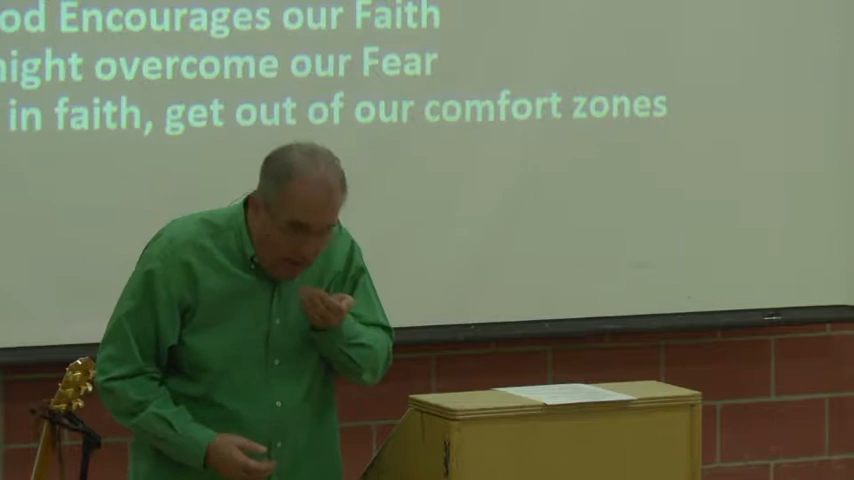 od Encourages our Faith
night overcome our Fear
in faith, get out of our comfort zones